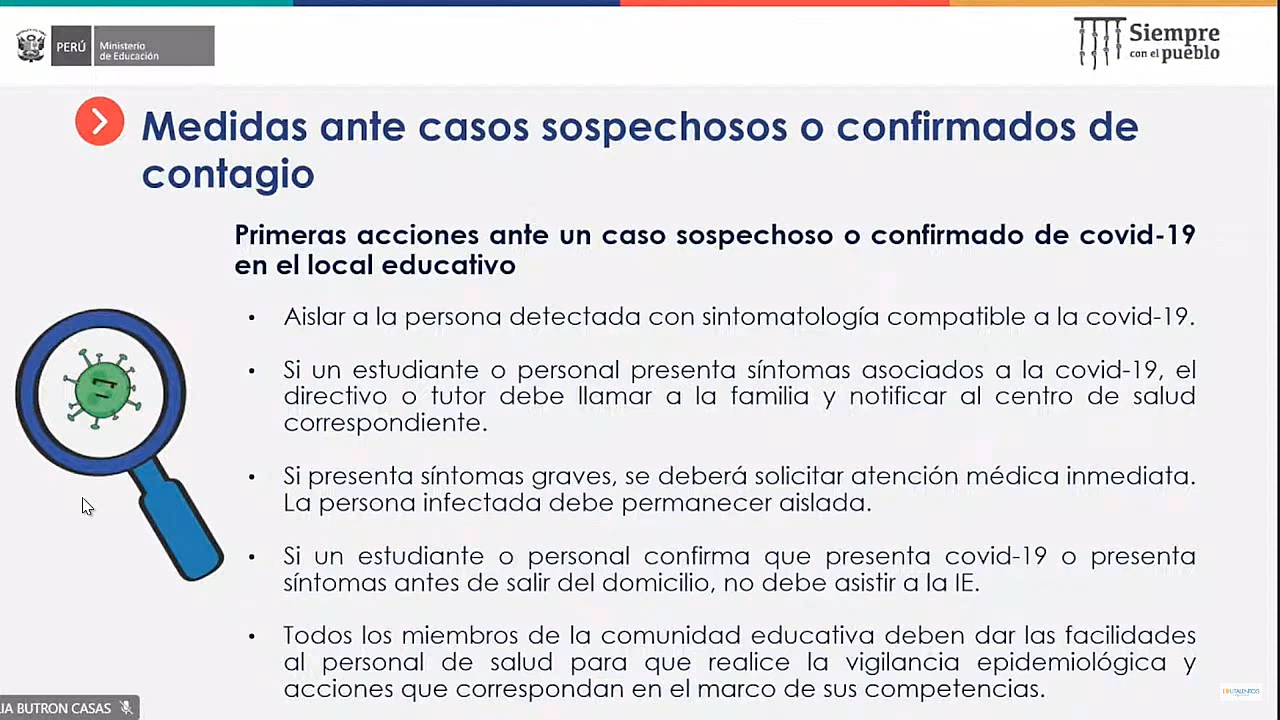 PERÚ
Ministerio
de Educación
Siempre
con el pueblo
Medidas ante casos sospechosos o confirmados de
contagio
Primeras acciones ante un caso sospechoso o confirmado de covid-19
en el local educativo
• Aislar a la persona detectada con sintomatología compatible a la covid-19.
• Si un estudiante o personal presenta síntomas asociados a la covid-19, el
directivo o tutor debe llamar a la familia y notificar al centro de salud
correspondiente.
• Si presenta síntomas graves, se deberá solicitar atención médica inmediata.
La persona infectada debe permanecer aislada.
• Si un estudiante o personal confirma que presenta covid-19 o presenta
síntomas antes de salir del domicilio, no debe asistir a la IE.
• Todos los miembros de la comunidad educativa deben dar las facilidades
al personal de salud para que realice la vigilancia epidemiológica y
acciones que correspondan en el marco de sus competencias.
BUTRON CASAS
EDUTALENTOS